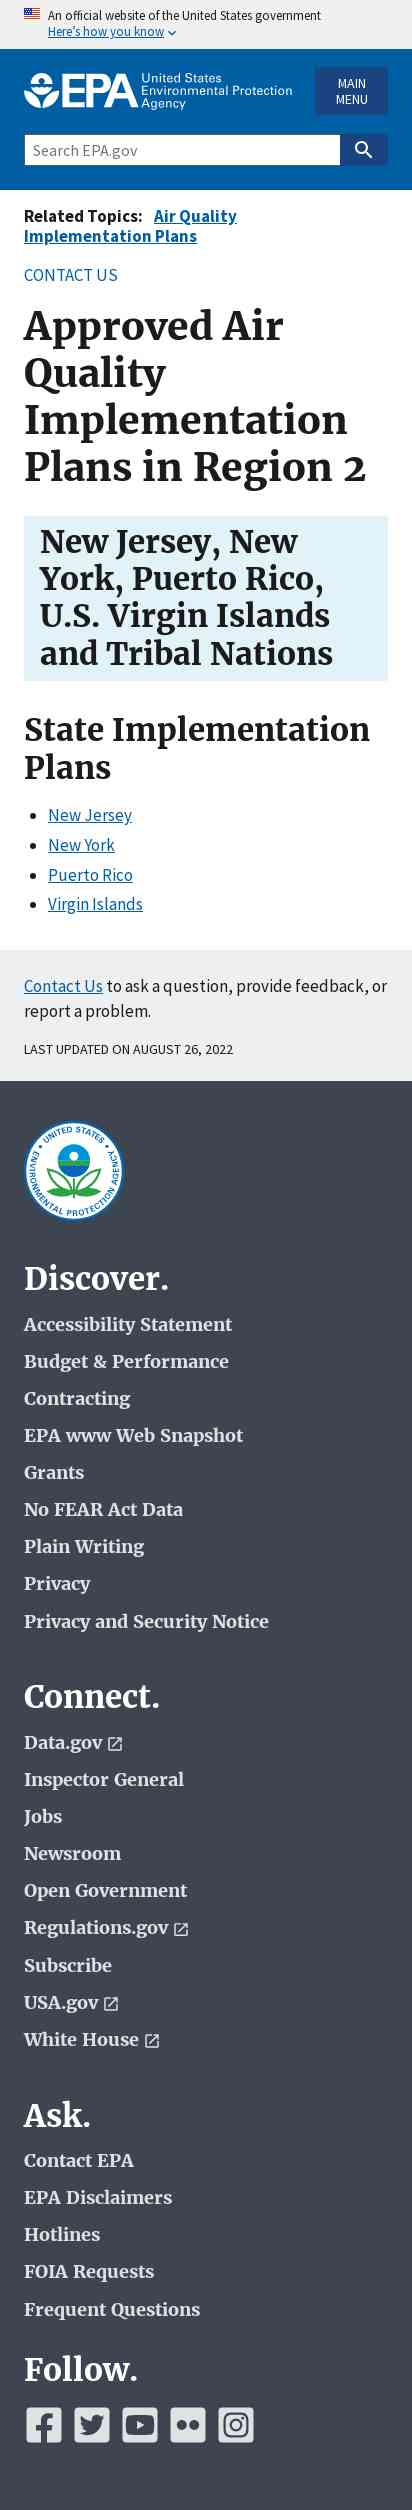 An official website of the United States government
Here's how you know
EPA United States
Environmental Protection
Agency
MAIN
MENU
Search EPA.gov
Related Topics: Air Quality
Implementation Plans
CONTACT US
Approved Air
Quality
Implementation
Plans in Region 2
New Jersey, New
York, Puerto Rico,
U.S. Virgin Islands
and Tribal Nations
State Implementation
Plans
New Jersey
New York
Puerto Rico
Virgin Islands
Contact Us to ask a question, provide feedback, or
report a problem.
LAST UPDATED ON AUGUST 26, 2022
UNITED STATES
ENVIRONMENTAL PROTECTION AGENCY
Discover.
Accessibility Statement
Budget & Performance
Contracting
EPA www Web Snapshot
Grants
No FEAR Act Data
Plain Writing
Privacy
Privacy and Security Notice
Connect.
Data.gov
Inspector General
Jobs
Newsroom
Open Government
Regulations.gov
Subscribe
USA.gov
White House
Ask.
Contact EPA
EPA Disclaimers
Hotlines
FOIA Requests
Frequent Questions
Follow.